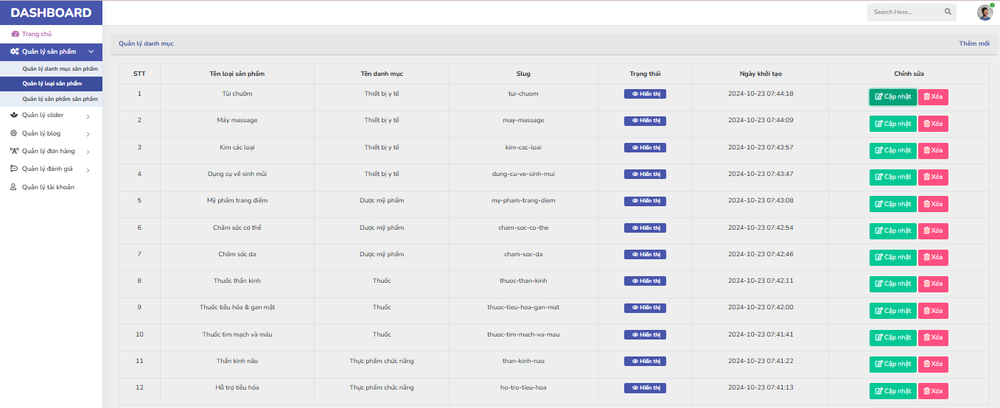 DASHBOARD
Search Here...
Trang chủ
Quản lý sản phẩm
Quản lý danh mục sản phẩm
Quản lý loại sản phẩm
Quản lý sản phẩm sản phẩm
Quản lý slider
Quản lý blog
Quản lý đơn hàng
Quản lý đánh giá
Quản lý tài khoản
Quản lý danh mục Thêm mới
STT Tên loại sản phẩm Tên danh mục Slug Trạng thái Ngày khởi tạo Chỉnh sửa
1 Túi chườm Thiết bị y tế tui-chuom Hiển thị 2024-10-23 07:44:18 Cập nhật Xóa
2 Máy massage Thiết bị y tế may-massage Hiển thị 2024-10-23 07:44:09 Cập nhật Xóa
3 Kim các loại Thiết bị y tế kim-cac-loai Hiển thị 2024-10-23 07:43:57 Cập nhật Xóa
4 Dụng cụ vệ sinh mũi Thiết bị y tế dung-cu-ve-sinh-mui Hiển thị 2024-10-23 07:43:47 Cập nhật Xóa
5 Mỹ phẩm trang điểm Dược mỹ phẩm my-pham-trang-diem Hiển thị 2024-10-23 07:43:08 Cập nhật Xóa
6 Chăm sóc cơ thể Dược mỹ phẩm cham-soc-co-the Hiển thị 2024-10-23 07:42:54 Cập nhật Xóa
7 Chăm sóc da Dược mỹ phẩm cham-soc-da Hiển thị 2024-10-23 07:42:46 Cập nhật Xóa
8 Thuốc thần kinh Thuốc thuoc-than-kinh Hiển thị 2024-10-23 07:42:11 Cập nhật Xóa
9 Thuốc tiêu hóa & gan mật Thuốc thuoc-tieu-hoa-gan-mat Hiển thị 2024-10-23 07:42:00 Cập nhật Xóa
10 Thuốc tim mạch và máu Thuốc thuoc-tim-mach-va-mau Hiển thị 2024-10-23 07:41:41 Cập nhật Xóa
11 Thần kinh não Thực phẩm chức năng than-kinh-nao Hiển thị 2024-10-23 07:41:22 Cập nhật Xóa
12 Hỗ trợ tiêu hóa Thực phẩm chức năng ho-tro-tieu-hoa Hiển thị 2024-10-23 07:41:13 Cập nhật Xóa